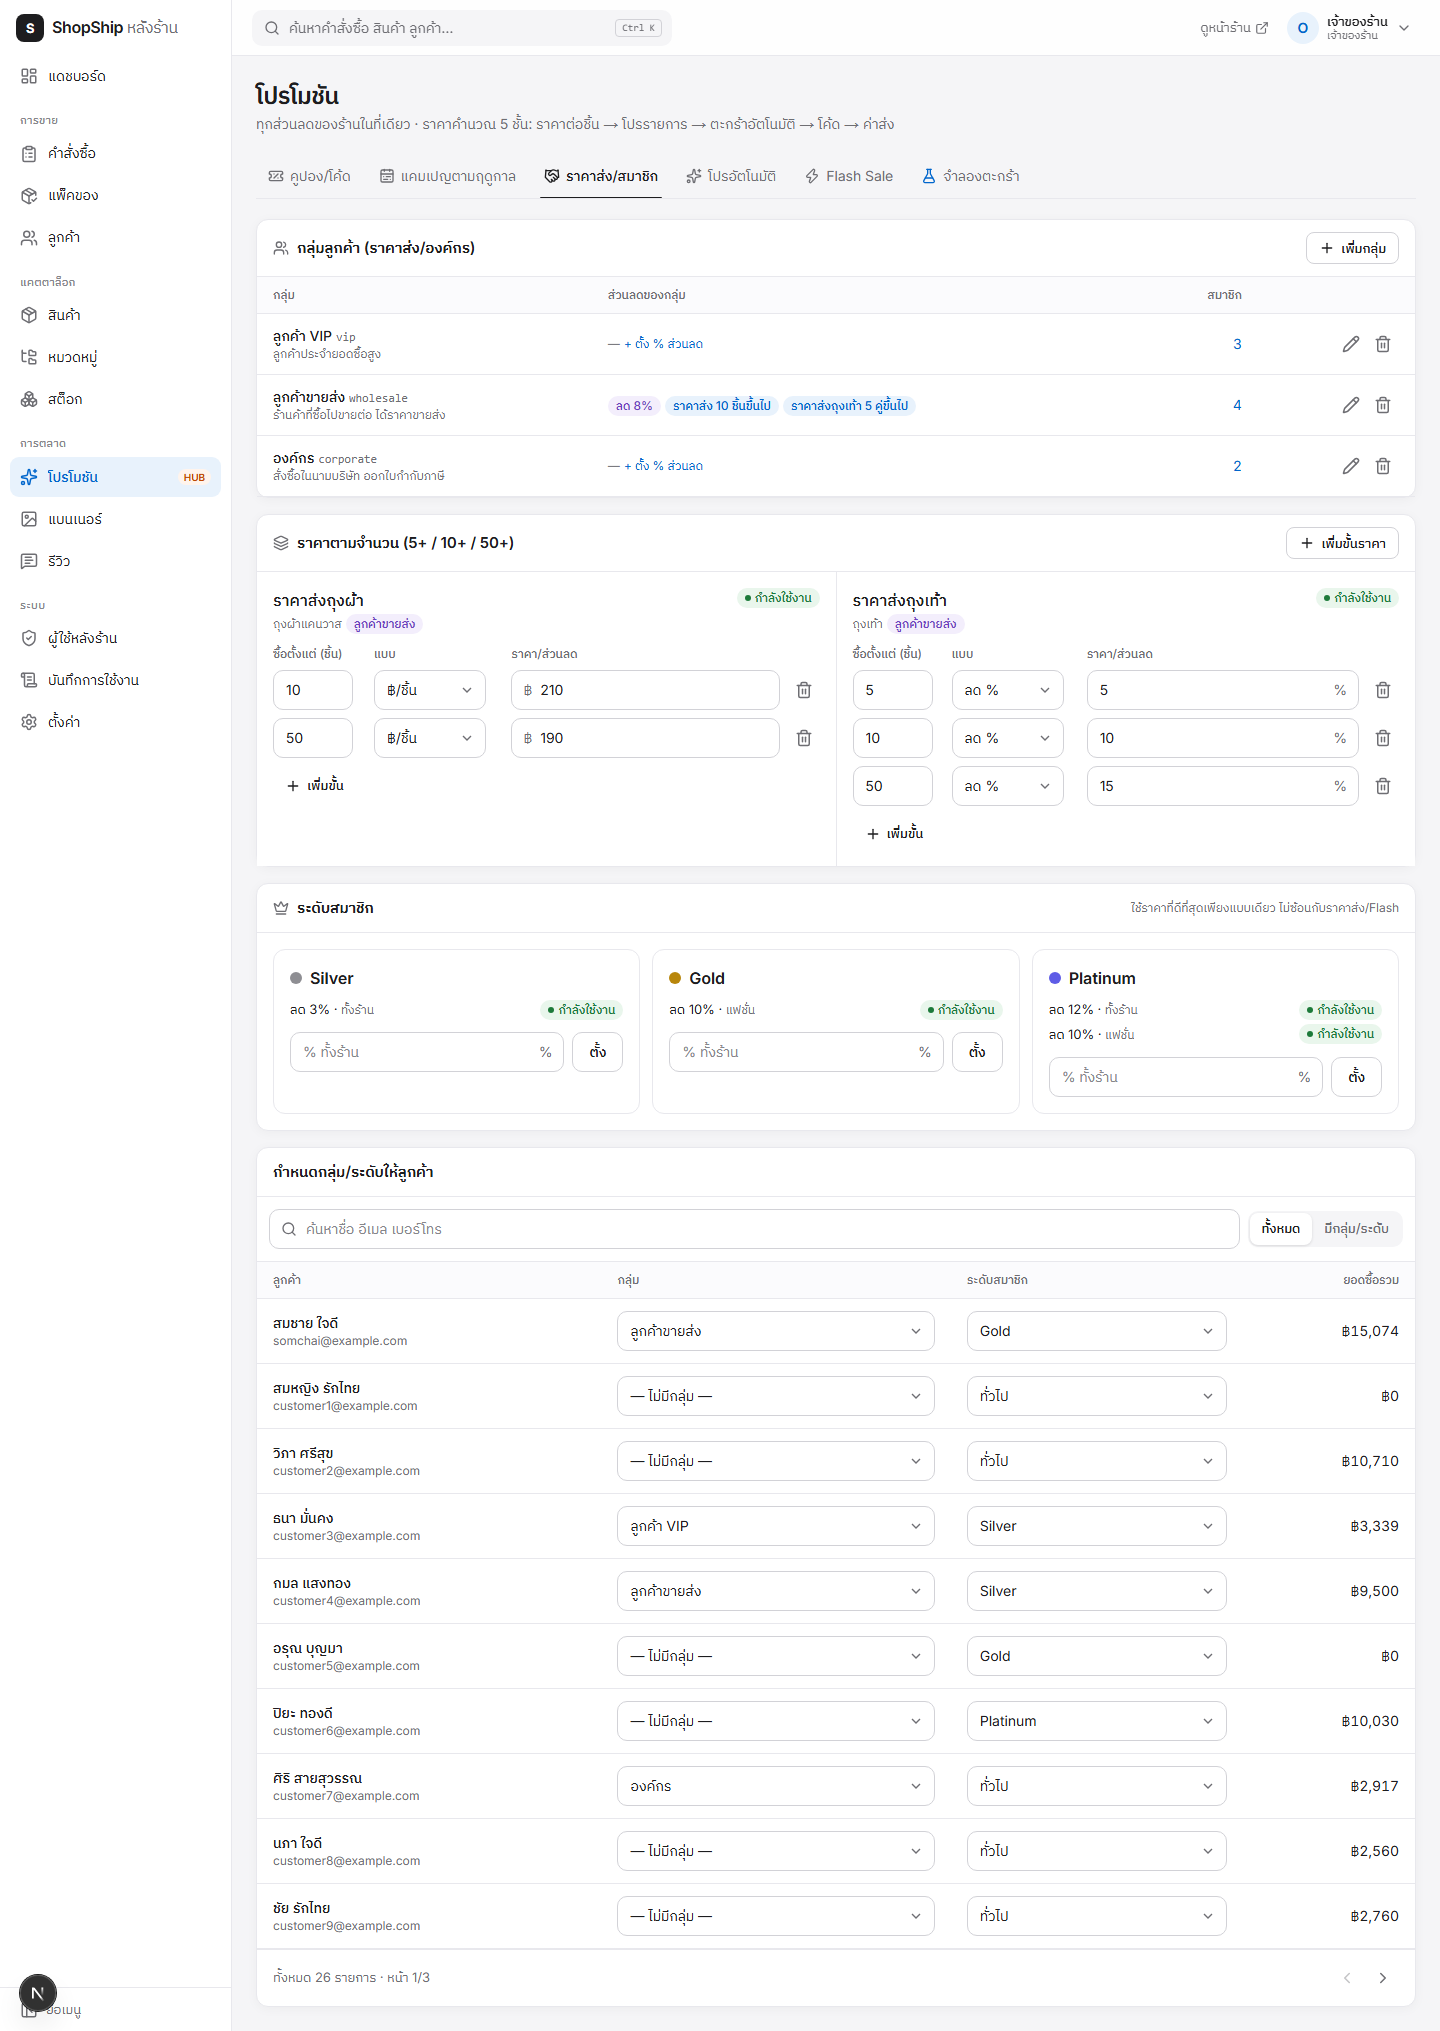 S ShopShip หลังร้าน
แดชบอร์ด
การขาย
คำสั่งซื้อ
แพ็คของ
ลูกค้า
แคตตาล็อก
สินค้า
หมวดหมู่
สต็อก
การตลาด
โปรโมชัน HUB
แบนเนอร์
รีวิว
ระบบ
ผู้ใช้หลังร้าน
บันทึกการใช้งาน
ตั้งค่า
N
ย่อเมนู
ค้นหาคำสั่งซื้อ สินค้า ลูกค้า... Ctrl K
ดูหน้าร้าน
O เจ้าของร้าน
เจ้าของร้าน
โปรโมชัน
ทุกส่วนลดของร้านในที่เดียว · ราคาคำนวณ 5 ชั้น: ราคาต่อชิ้น → โปรรายการ → ตะกร้าอัตโนมัติ → โค้ด → ค่าส่ง
คูปอง/โค้ด แคมเปญตามฤดูกาล ราคาส่ง/สมาชิก โปรอัตโนมัติ Flash Sale จำลองตะกร้า
กลุ่มลูกค้า (ราคาส่ง/องค์กร) + เพิ่มกลุ่ม
กลุ่ม ส่วนลดของกลุ่ม สมาชิก
ลูกค้า VIP vip
ลูกค้าประจำยอดซื้อสูง
— + ตั้ง % ส่วนลด 3
ลูกค้าขายส่ง wholesale
ร้านค้าที่ซื้อไปขายต่อ ได้ราคาขายส่ง
ลด 8% ราคาส่ง 10 ชิ้นขึ้นไป ราคาส่งถุงเท้า 5 คู่ขึ้นไป 4
องค์กร corporate
สั่งซื้อในนามบริษัท ออกใบกำกับภาษี
— + ตั้ง % ส่วนลด 2
ราคาตามจำนวน (5+ / 10+ / 50+) + เพิ่มขั้นราคา
ราคาส่งถุงผ้า กำลังใช้งาน
ถุงผ้าแคนวาส ลูกค้าขายส่ง
ซื้อตั้งแต่ (ชิ้น) แบบ ราคา/ส่วนลด
10 ฿/ชิ้น ฿ 210
50 ฿/ชิ้น ฿ 190
+ เพิ่มขั้น
ราคาส่งถุงเท้า กำลังใช้งาน
ถุงเท้า ลูกค้าขายส่ง
ซื้อตั้งแต่ (ชิ้น) แบบ ราคา/ส่วนลด
5 ลด % 5 %
10 ลด % 10 %
50 ลด % 15 %
+ เพิ่มขั้น
ระดับสมาชิก ใช้ราคาที่ดีที่สุดเพียงแบบเดียว ไม่ซ้อนกับราคาส่ง/Flash
Silver
ลด 3% · ทั้งร้าน กำลังใช้งาน
% ทั้งร้าน % ตั้ง
Gold
ลด 10% · แฟชั่น กำลังใช้งาน
% ทั้งร้าน % ตั้ง
Platinum
ลด 12% · ทั้งร้าน กำลังใช้งาน
ลด 10% · แฟชั่น กำลังใช้งาน
% ทั้งร้าน % ตั้ง
กำหนดกลุ่ม/ระดับให้ลูกค้า
ค้นหาชื่อ อีเมล เบอร์โทร ทั้งหมด มีกลุ่ม/ระดับ
ลูกค้า กลุ่ม ระดับสมาชิก ยอดซื้อรวม
สมชาย ใจดี
somchai@example.com
ลูกค้าขายส่ง Gold ฿15,074
สมหญิง รักไทย
customer1@example.com
— ไม่มีกลุ่ม — ทั่วไป ฿0
วิภา ศรีสุข
customer2@example.com
— ไม่มีกลุ่ม — ทั่วไป ฿10,710
ธนา มั่นคง
customer3@example.com
ลูกค้า VIP Silver ฿3,339
กมล แสงทอง
customer4@example.com
ลูกค้าขายส่ง Silver ฿9,500
อรุณ บุญมา
customer5@example.com
— ไม่มีกลุ่ม — Gold ฿0
ปิยะ ทองดี
customer6@example.com
— ไม่มีกลุ่ม — Platinum ฿10,030
ศิริ สายสุวรรณ
customer7@example.com
องค์กร ทั่วไป ฿2,917
นภา ใจดี
customer8@example.com
— ไม่มีกลุ่ม — ทั่วไป ฿2,560
ชัย รักไทย
customer9@example.com
— ไม่มีกลุ่ม — ทั่วไป ฿2,760
ทั้งหมด 26 รายการ · หน้า 1/3